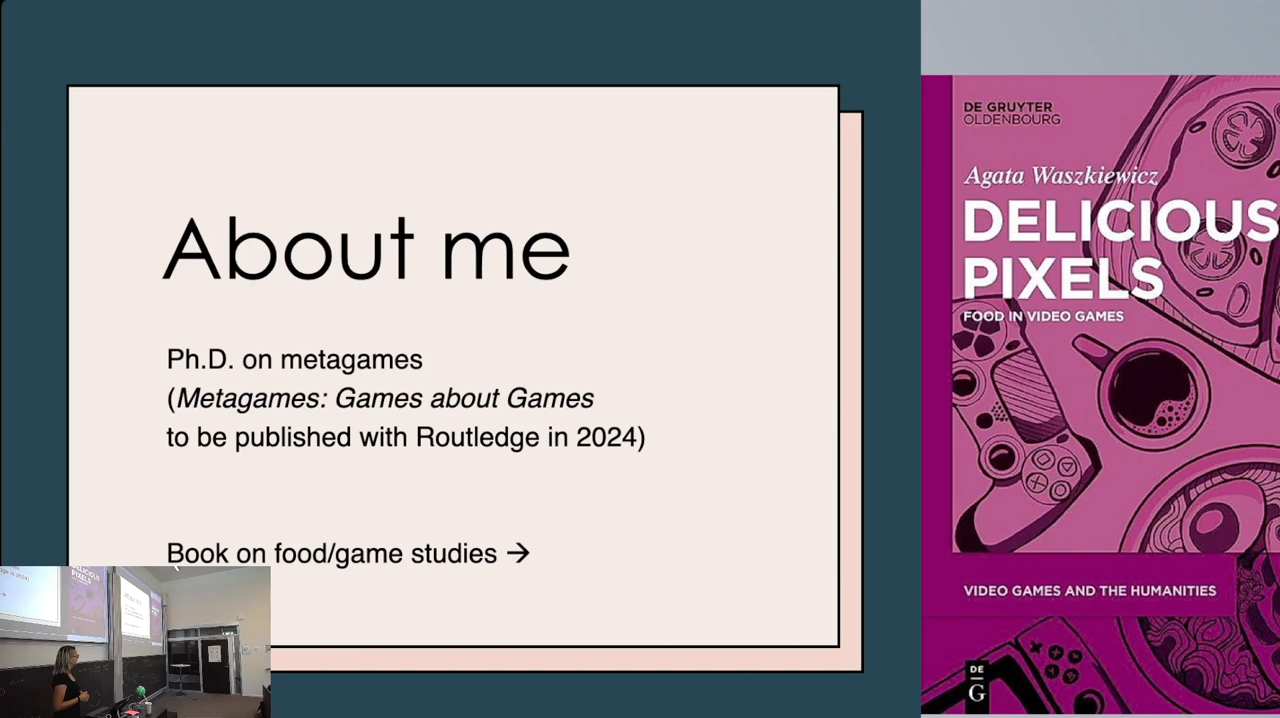 About me
Ph.D. on metagames
(Metagames: Games about Games
to be published with Routledge in 2024)
Book on food/game studies →
DE GRUYTER
OLDENBOURG
Agata Waszkiewicz
DELICIOUS
PIXELS
FOOD IN VIDEO GAMES
VIDEO GAMES AND THE HUMANITIES
DE
G
DELICIOUS
PIXELS